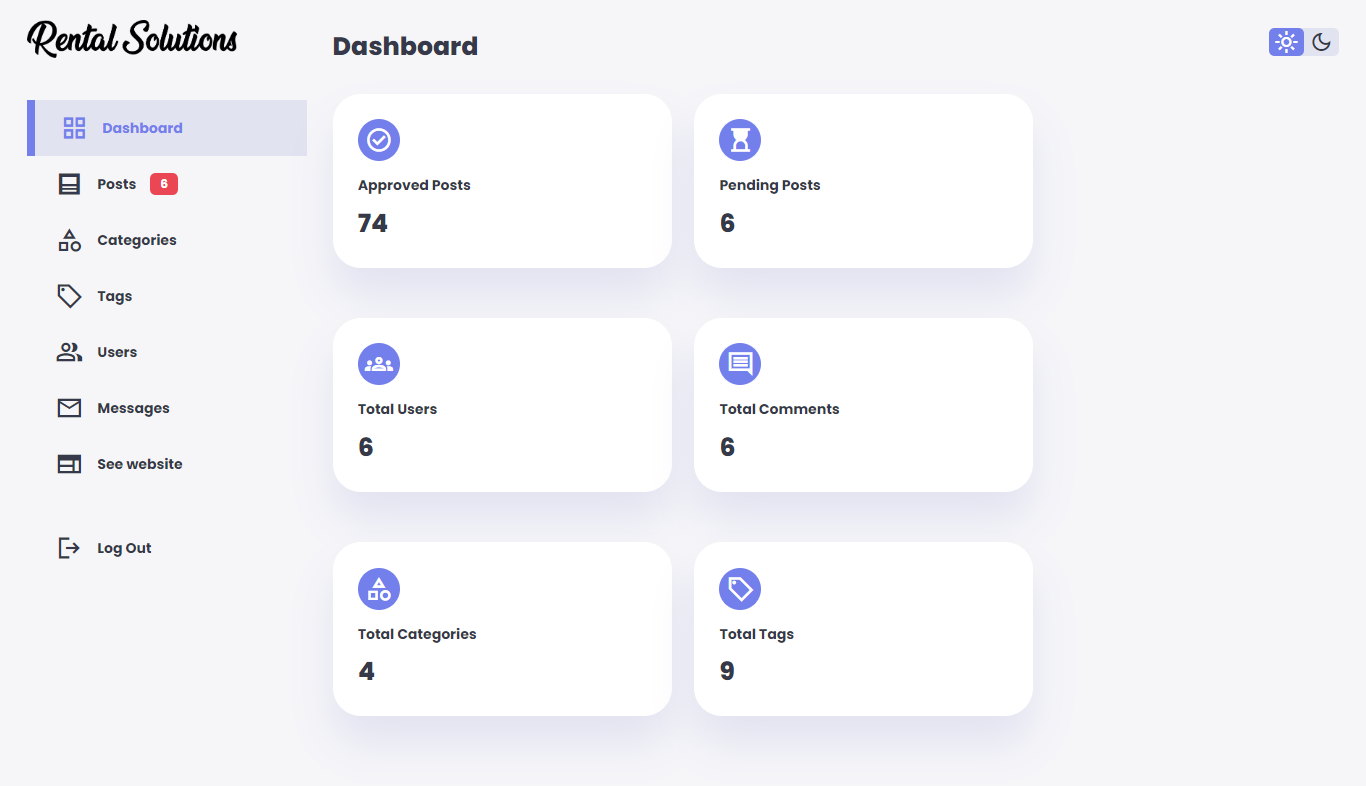 Rental Solutions
Dashboard
Dashboard
Posts 6
Categories
Tags
Users
Messages
See website
Log Out
Approved Posts
74
Pending Posts
6
Total Users
6
Total Comments
6
Total Categories
4
Total Tags
9